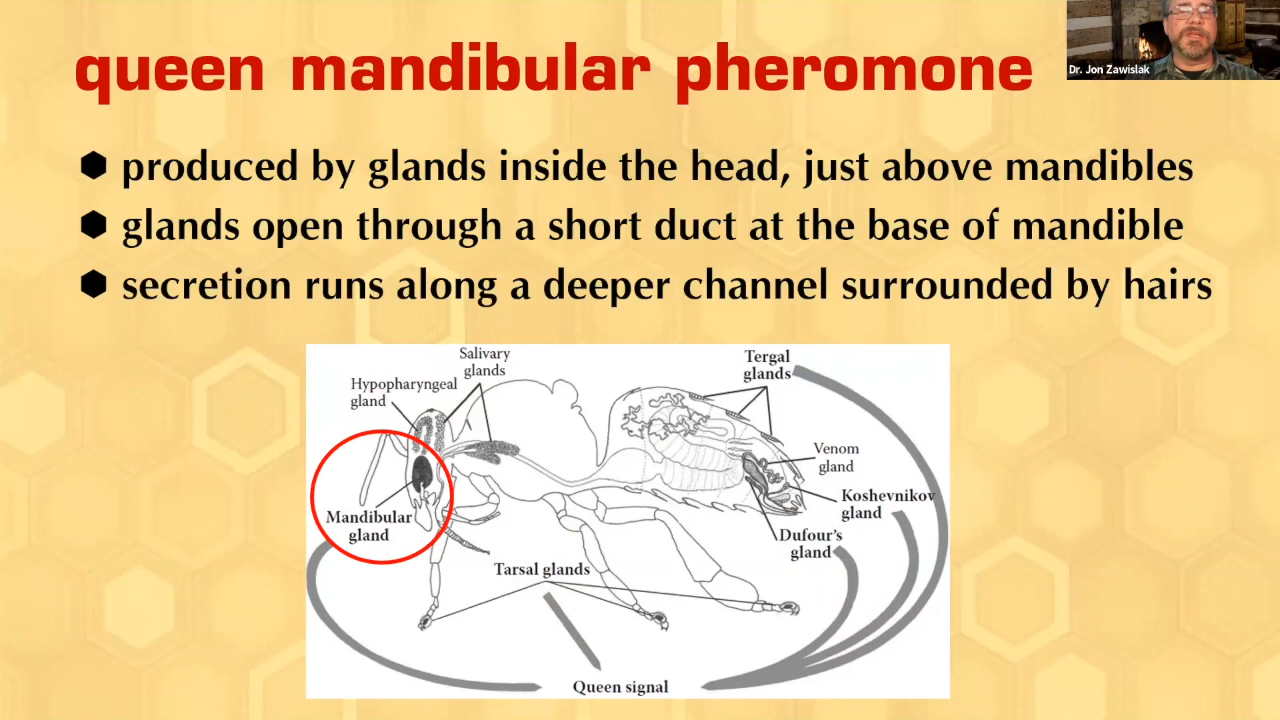 queen mandibular pheromone
Dr. Jon Zawislak
produced by glands inside the head, just above mandibles
glands open through a short duct at the base of mandible
secretion runs along a deeper channel surrounded by hairs
Salivary
glands
Hypopharyngeal
gland
Tergal
glands
Venom
gland
Koshevnikov
gland
Mandibular
gland
Dufour's
gland
Tarsal glands
Queen signal